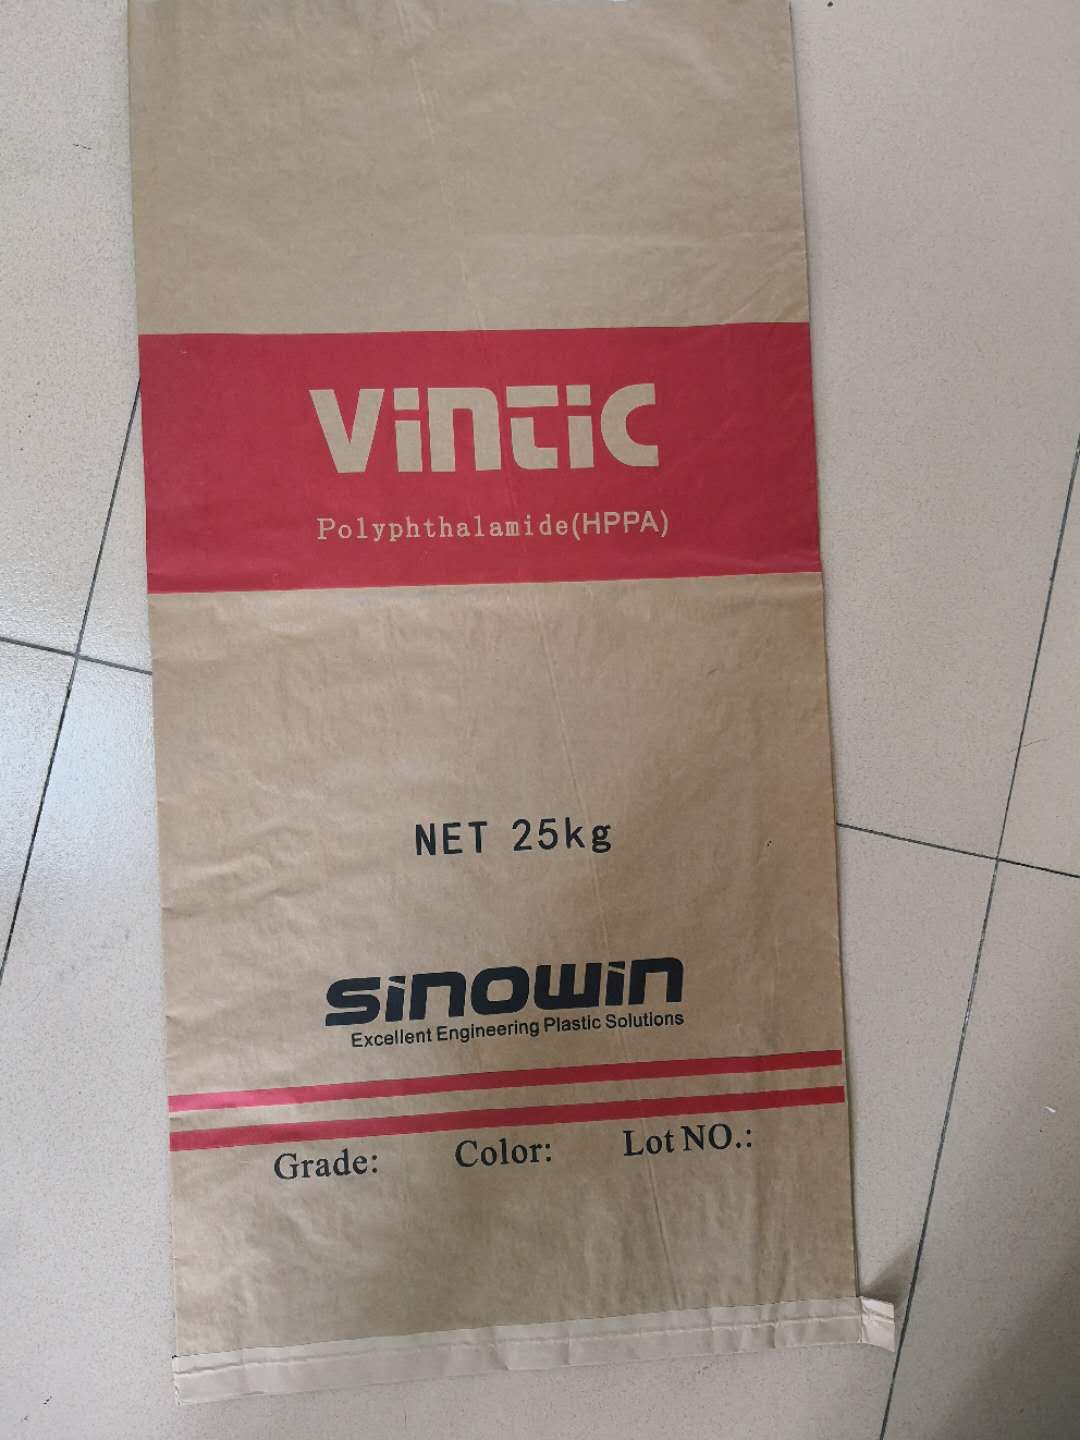 Vintic
Polyphthalamide(HPPA)
NET 25kg
sinowin
Excellent Engineering Plastic Solutions
Grade: Color: Lot NO.: